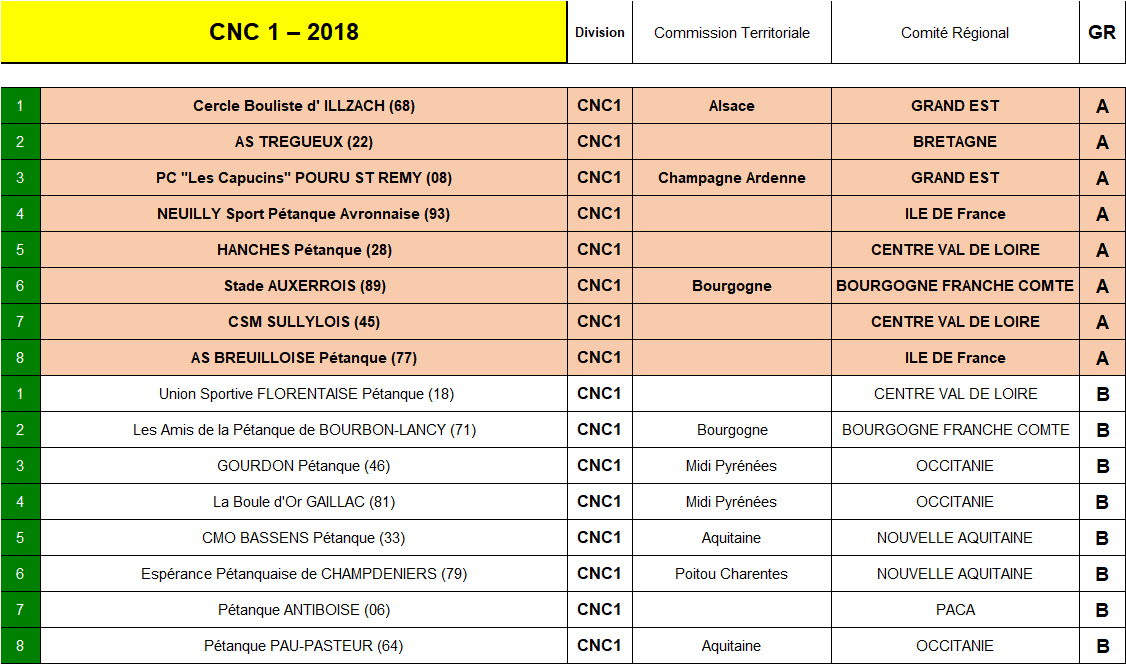 CNC 1 – 2018 Division Commission Territoriale Comité Régional GR
1 Cercle Bouliste d' ILLZACH (68) CNC1 Alsace GRAND EST A
2 AS TREGUEUX (22) CNC1 BRETAGNE A
3 PC "Les Capucins" POURU ST REMY (08) CNC1 Champagne Ardenne GRAND EST A
4 NEUILLY Sport Pétanque Avronnaise (93) CNC1 ILE DE France A
5 HANCHES Pétanque (28) CNC1 CENTRE VAL DE LOIRE A
6 Stade AUXERROIS (89) CNC1 Bourgogne BOURGOGNE FRANCHE COMTE A
7 CSM SULLYLOIS (45) CNC1 CENTRE VAL DE LOIRE A
8 AS BREUILLOISE Pétanque (77) CNC1 ILE DE France A
1 Union Sportive FLORENTAISE Pétanque (18) CNC1 CENTRE VAL DE LOIRE B
2 Les Amis de la Pétanque de BOURBON-LANCY (71) CNC1 Bourgogne BOURGOGNE FRANCHE COMTE B
3 GOURDON Pétanque (46) CNC1 Midi Pyrénées OCCITANIE B
4 La Boule d'Or GAILLAC (81) CNC1 Midi Pyrénées OCCITANIE B
5 CMO BASSENS Pétanque (33) CNC1 Aquitaine NOUVELLE AQUITAINE B
6 Espérance Pétanquaise de CHAMPDENIERS (79) CNC1 Poitou Charentes NOUVELLE AQUITAINE B
7 Pétanque ANTIBOISE (06) CNC1 PACA B
8 Pétanque PAU-PASTEUR (64) CNC1 Aquitaine OCCITANIE B